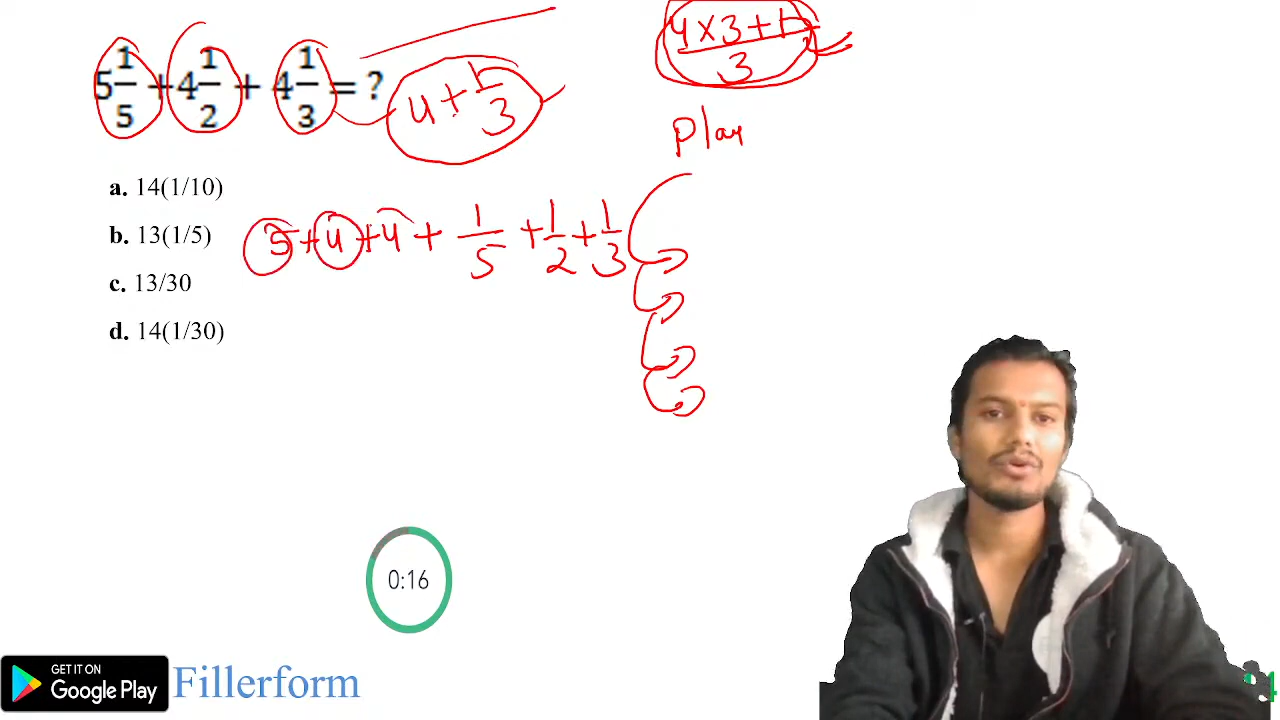 4×3+1
3
5 1/5 + 4 1/2 + 4 1/3 = ?
4+1/3
Play
a. 14(1/10)
b. 13(1/5)
c. 13/30
d. 14(1/30)
5+4+4+ 1/5 + 1/2 + 1/3
0:16
GET IT ON
Google Play
Fillerform